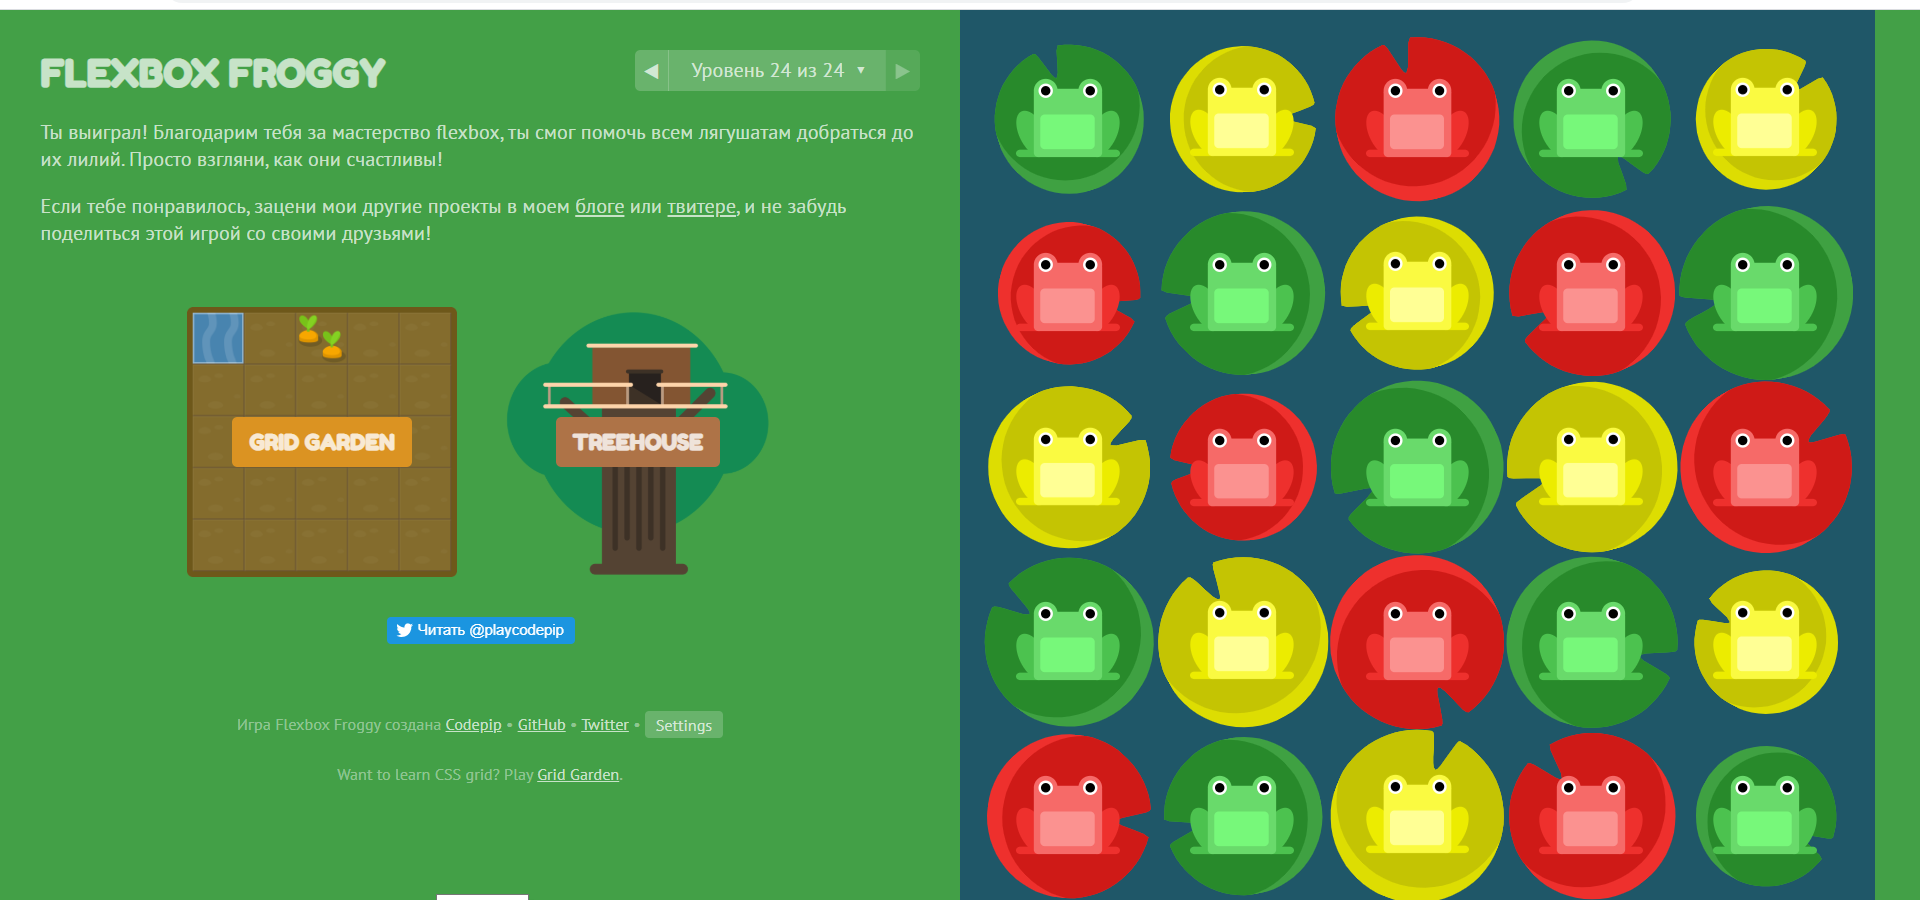 FLEXBOX FROGGY
Уровень 24 из 24
Ты выиграл! Благодарим тебя за мастерство flexbox, ты смог помочь всем лягушатам добраться до
их лилий. Просто взгляни, как они счастливы!
Если тебе понравилось, зацени мои другие проекты в моем блоге или твитере, и не забудь
поделиться этой игрой со своими друзьями!
GRID GARDEN
TREEHOUSE
Читать @playcodepip
Игра Flexbox Froggy создана Codepip • GitHub • Twitter • Settings
Want to learn CSS grid? Play Grid Garden.